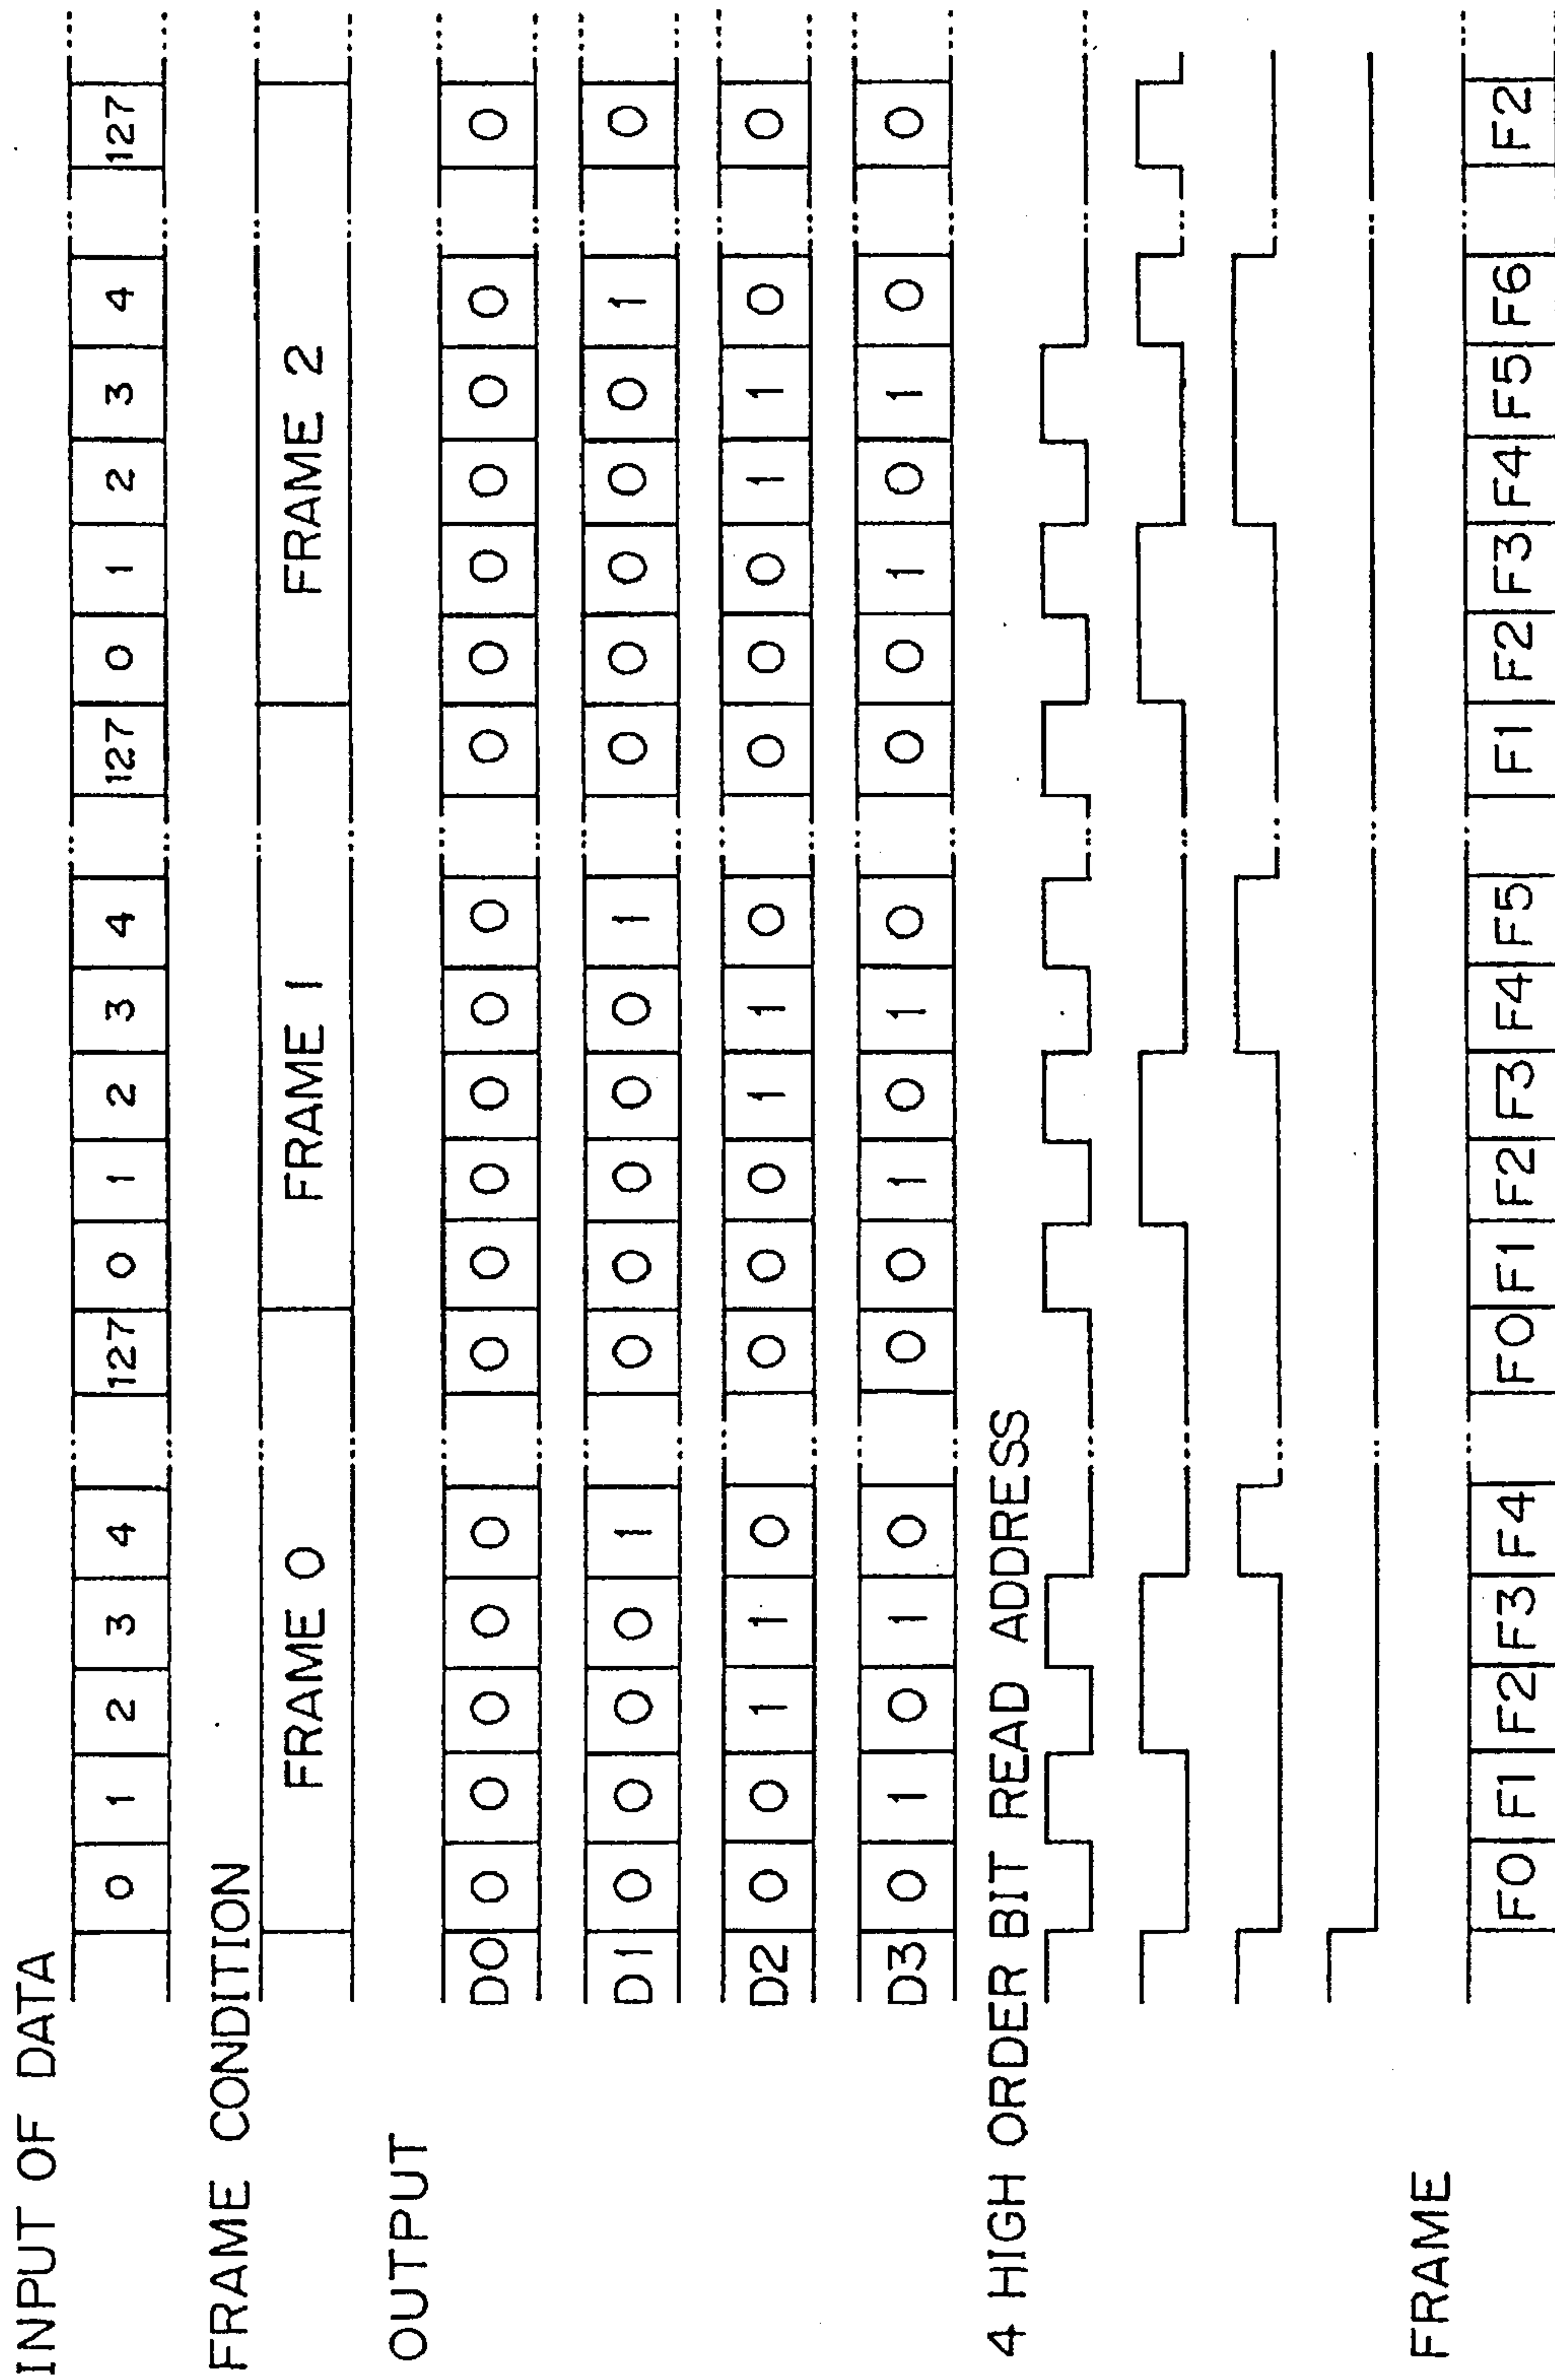 INPUT OF DATA
0 1 2 3 4 127 0 1 2 3 4 127 0 1 2 3 4 127
FRAME CONDITION
FRAME 0 FRAME 1 FRAME 2
OUTPUT
D0 0 0 0 0 0 0 0 0 0 0 0 0 0 0 0 0 0 0
D1 0 0 0 0 1 0 0 0 0 0 1 0 0 0 0 0 1 0
D2 0 0 1 1 0 0 0 0 1 1 0 0 0 0 1 1 0 0
D3 0 1 0 1 0 0 0 1 0 1 0 0 0 1 0 1 0 0
4 HIGH ORDER BIT READ ADDRESS
FRAME
F0 F1 F2 F3 F4 F0 F1 F2 F3 F4 F5 F1 F2 F3 F4 F5 F6 F2